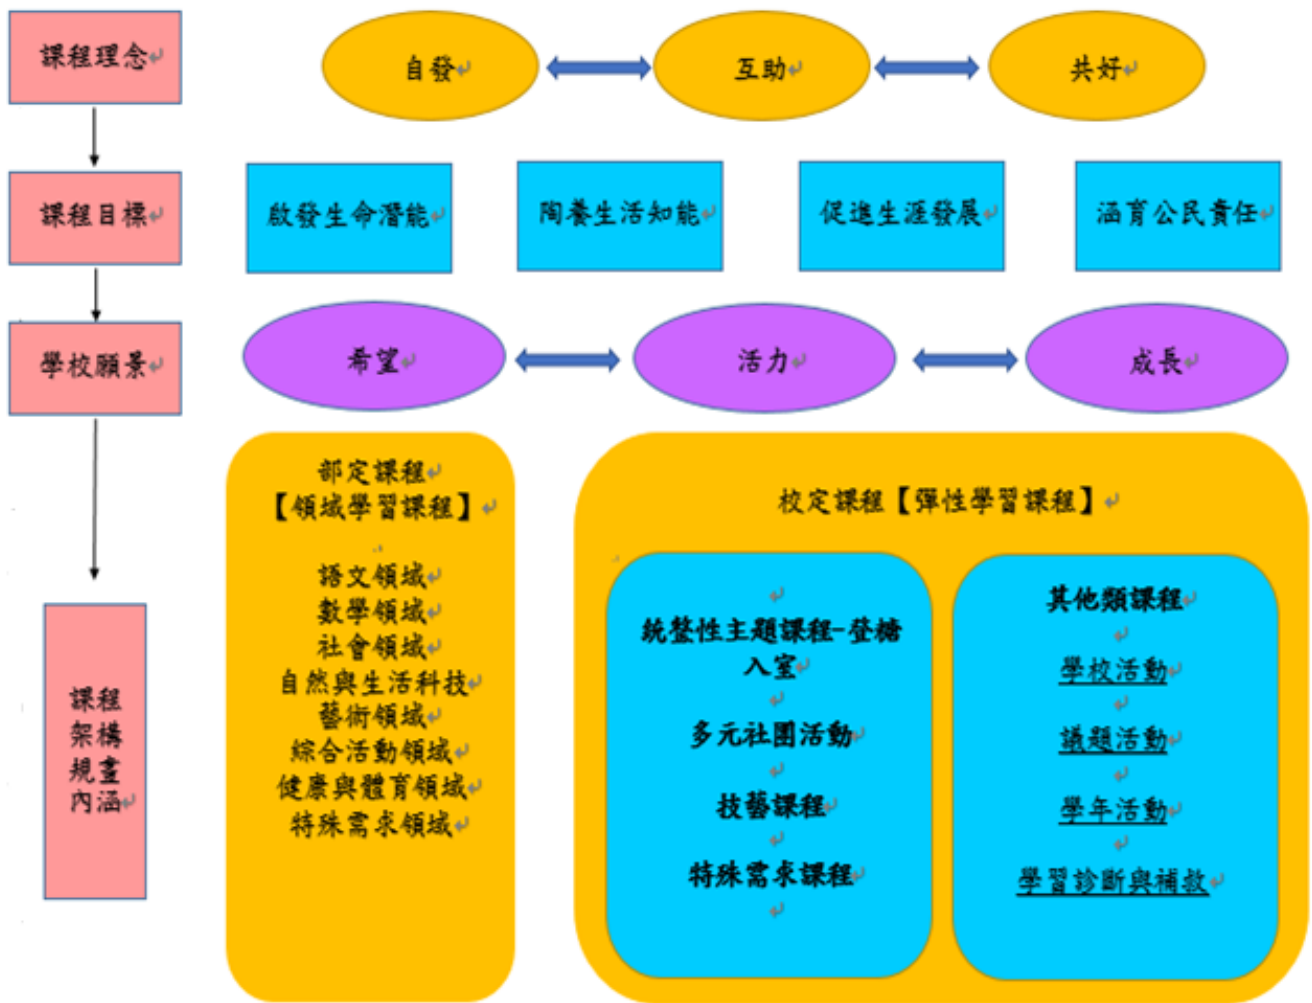 課程理念
自發
互助
共好
課程目標
啟發生命潛能
陶養生活知能
促進生涯發展
涵育公民責任
學校願景
希望
活力
成長
課程
架構
規畫
內涵
部定課程
【領域學習課程】
語文領域
數學領域
社會領域
自然與生活科技
藝術領域
綜合活動領域
健康與體育領域
特殊需求領域
校定課程【彈性學習課程】
統整性主題課程-登糖
入室
多元社團活動
技藝課程
特殊需求課程
其他類課程
學校活動
議題活動
學年活動
學習診斷與補救